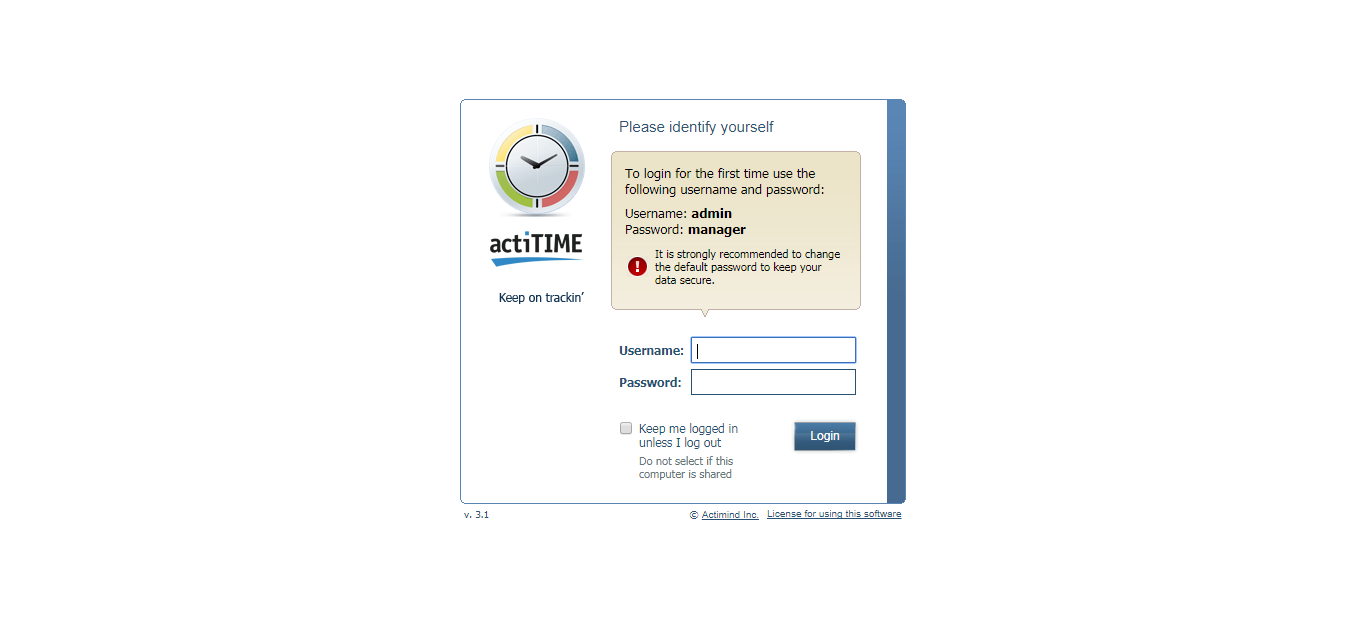 Please identify yourself
To login for the first time use the
following username and password:
Username: admin
Password: manager
It is strongly recommended to change
the default password to keep your
data secure.
actiTIME
Keep on trackin’
Username:
Password:
Keep me logged in
unless I log out
Login
Do not select if this
computer is shared
v. 3.1
© Actimind Inc. License for using this software